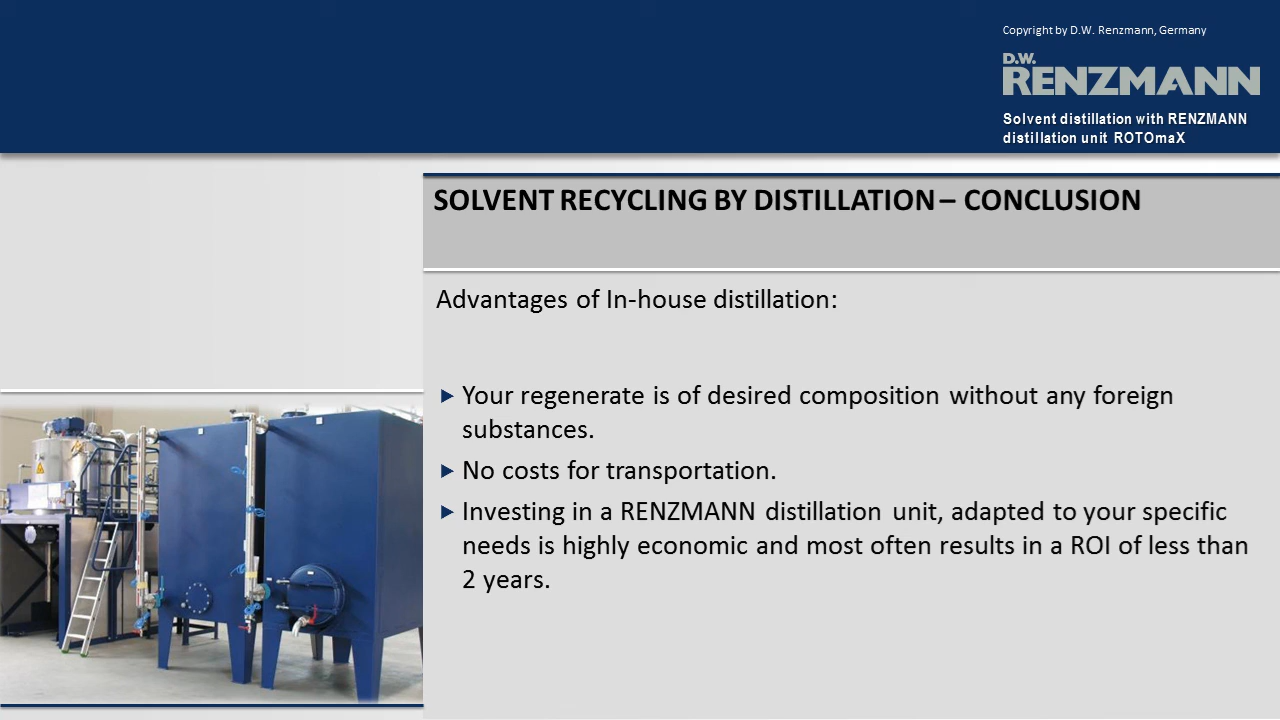 Copyright by D.W. Renzmann, Germany
D.W.
RENZMANN
Solvent distillation with RENZMANN
distillation unit ROTOmaX
SOLVENT RECYCLING BY DISTILLATION – CONCLUSION
Advantages of In-house distillation:
Your regenerate is of desired composition without any foreign
substances.
No costs for transportation.
Investing in a RENZMANN distillation unit, adapted to your specific
needs is highly economic and most often results in a ROI of less than
2 years.